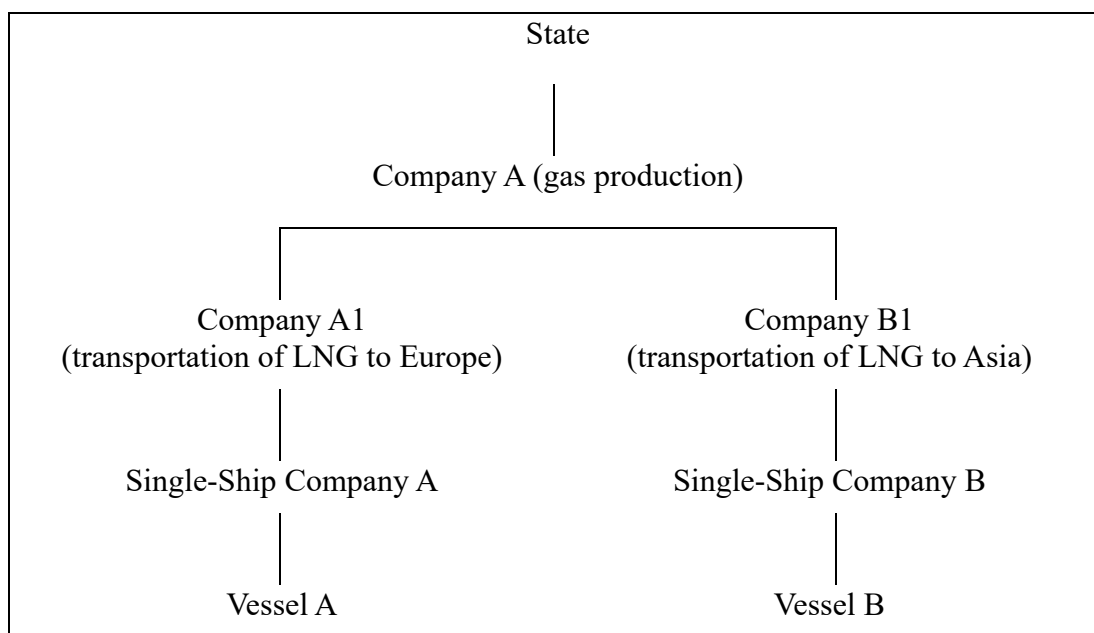 State
Company A (gas production)
Company A1
(transportation of LNG to Europe)
Company B1
(transportation of LNG to Asia)
Single-Ship Company A
Single-Ship Company B
Vessel A
Vessel B